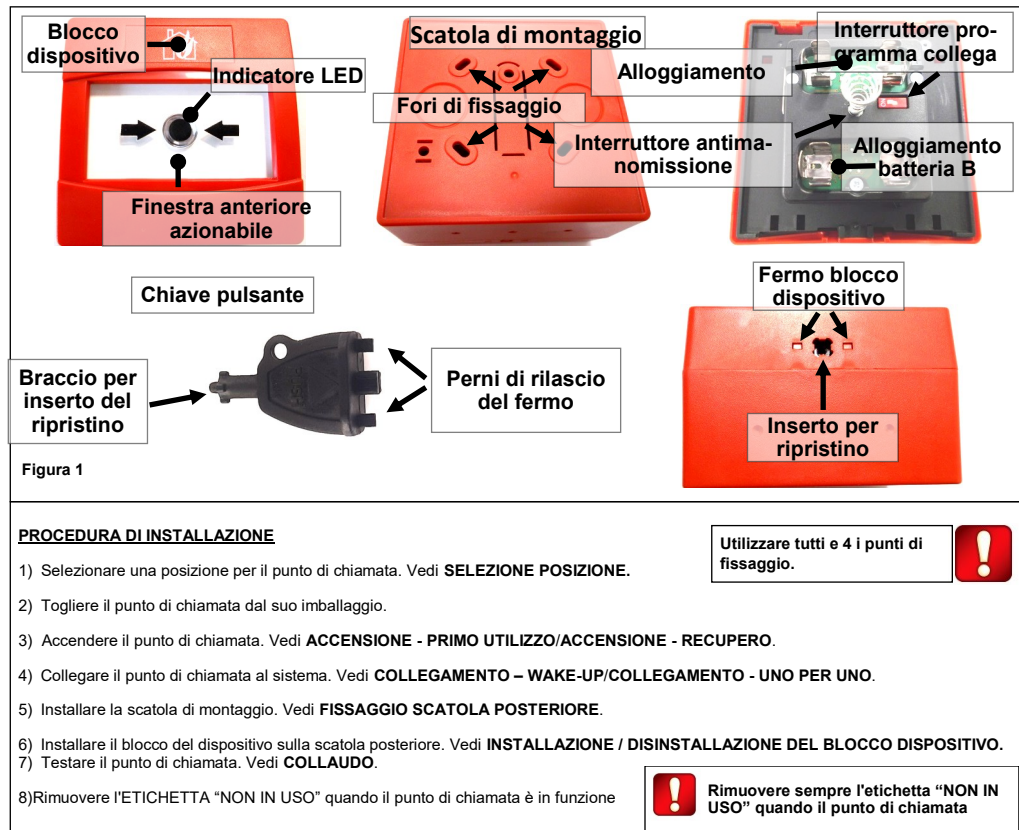 Blocco
dispositivo
Indicatore LED
Finestra anteriore
azionabile
Scatola di montaggio
Fori di fissaggio
Interruttore pro-
gramma collega
Alloggiamento
Interruttore antima-
nomissione
Alloggiamento
batteria B
Chiave pulsante
Braccio per
inserto del
ripristino
Perni di rilascio
del fermo
Fermo blocco
dispositivo
Inserto per
ripristino
Figura 1
PROCEDURA DI INSTALLAZIONE
Utilizzare tutti e 4 i punti di
fissaggio.
1) Selezionare una posizione per il punto di chiamata. Vedi SELEZIONE POSIZIONE.
2) Togliere il punto di chiamata dal suo imballaggio.
3) Accendere il punto di chiamata. Vedi ACCENSIONE - PRIMO UTILIZZO/ACCENSIONE - RECUPERO.
4) Collegare il punto di chiamata al sistema. Vedi COLLEGAMENTO – WAKE-UP/COLLEGAMENTO - UNO PER UNO.
5) Installare la scatola di montaggio. Vedi FISSAGGIO SCATOLA POSTERIORE.
6) Installare il blocco del dispositivo sulla scatola posteriore. Vedi INSTALLAZIONE / DISINSTALLAZIONE DEL BLOCCO DISPOSITIVO.
7) Testare il punto di chiamata. Vedi COLLAUDO.
8)Rimuovere l'ETICHETTA “NON IN USO” quando il punto di chiamata è in funzione
Rimuovere sempre l'etichetta “NON IN
USO” quando il punto di chiamata